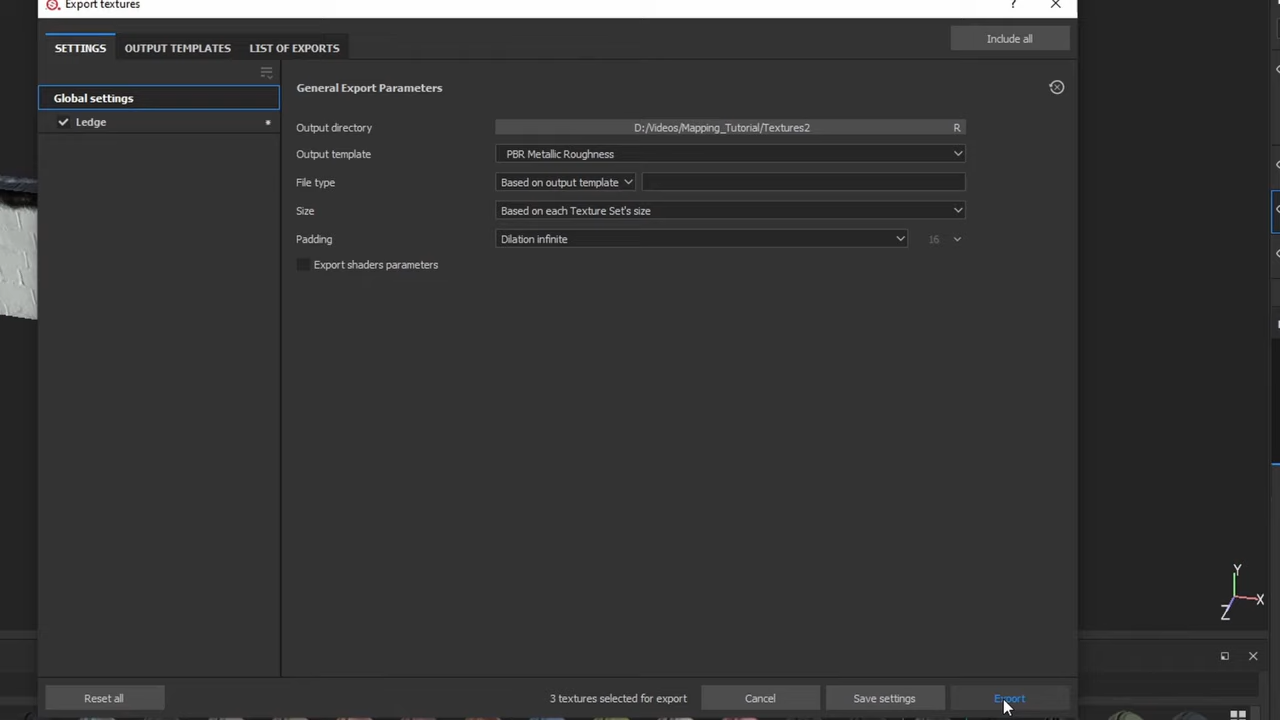 Export textures ?
SETTINGS OUTPUT TEMPLATES LIST OF EXPORTS
Include all
Global settings
Ledge
General Export Parameters
Output directory D:/Videos/Mapping_Tutorial/Textures2 R
Output template PBR Metallic Roughness
File type Based on output template
Size Based on each Texture Set's size
Padding Dilation infinite 16
Export shaders parameters
Y
X
Z
Reset all 3 textures selected for export Cancel Save settings Export